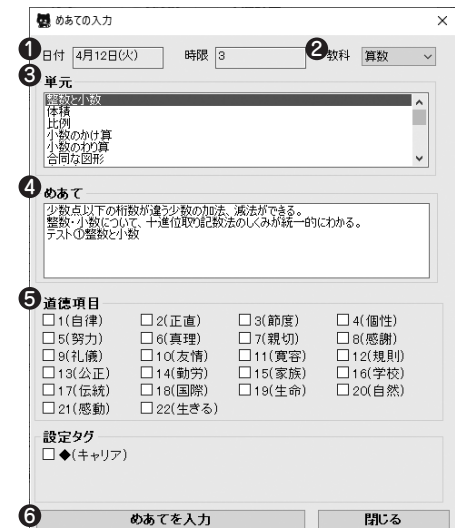 めあての入力
❶ 日付 4月12日(火) 時限 3 ❷ 教科 算数
❸ 単元
整数と小数
体積
比例
小数のかけ算
小数のわり算
合同な図形
❹ めあて
少数点以下の桁数が違う少数の加法、減法ができる。
整数・小数について、十進位取り記数法のしくみが統一的にわかる。
テスト①整数と小数
❺ 道徳項目
1(自律) 2(正直) 3(節度) 4(個性)
5(努力) 6(真理) 7(親切) 8(感謝)
9(礼儀) 10(友情) 11(寛容) 12(規則)
13(公正) 14(勤労) 15(家族) 16(学校)
17(伝統) 18(国際) 19(生命) 20(自然)
21(感動) 22(生きる)
設定タグ
◆(キャリア)
❻ めあてを入力 閉じる